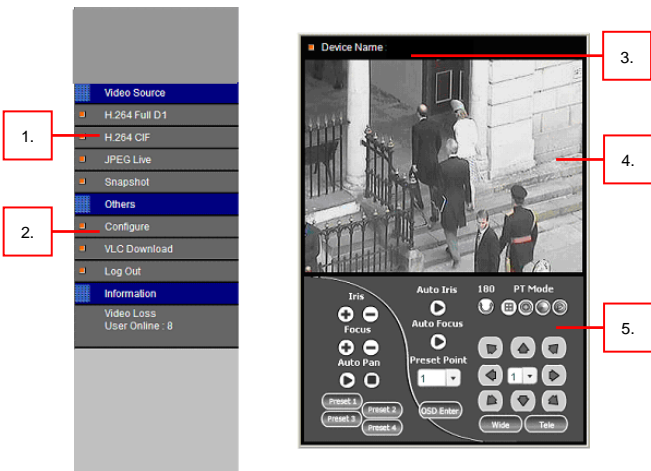 1.
2.
Video Source
H.264 Full D1
H.264 CIF
JPEG Live
Snapshot
Others
Configure
VLC Download
Log Out
Information
Video Loss
User Online : 8
Device Name :
3.
4.
5.
Iris
Focus
Auto Pan
Preset 1
Preset 2
Preset 3
Preset 4
Auto Iris
Auto Focus
Preset Point
1
OSD Enter
180 PT Mode
1
Wide Tele